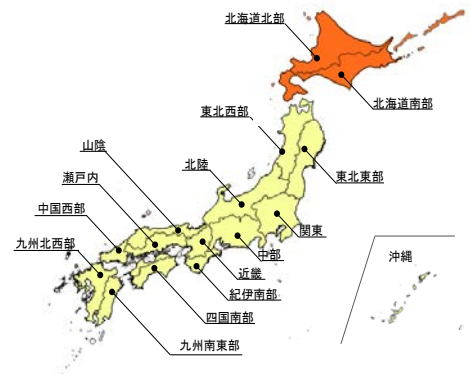 北海道北部
北海道南部
東北西部
山陰
北陸
東北東部
瀬戸内
中国西部
関東
九州北西部
中部
沖縄
近畿
紀伊南部
四国南部
九州南東部